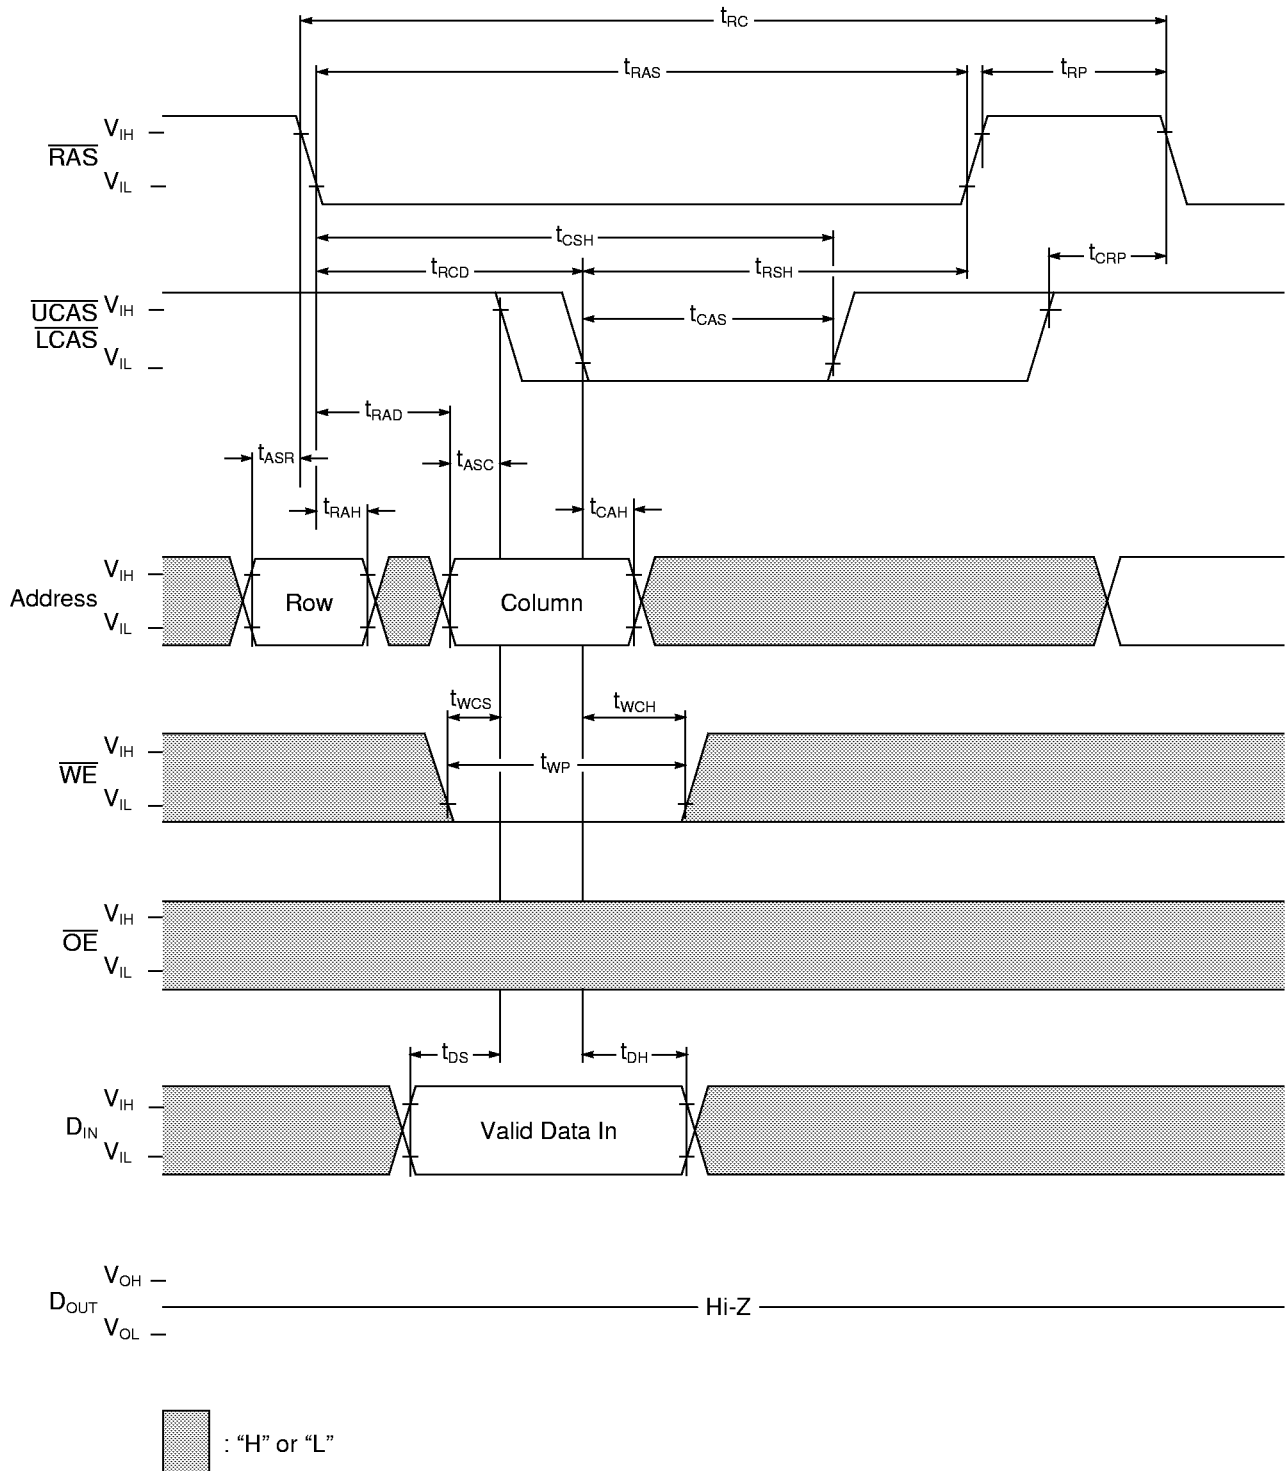 tRC
tRAS
tRP
VIH
RAS
VIL
tCSH
tRCD
tRSH
tCRP
UCAS VIH
LCAS
tCAS
VIL
tRAD
tASR
tASC
tRAH
tCAH
VIH
Address
Row
Column
VIL
tWCS
tWCH
VIH
WE
tWP
VIL
VIH
OE
VIL
tDS
tDH
VIH
DIN
Valid Data In
VIL
VOH
DOUT
Hi-Z
VOL
: “H” or “L”